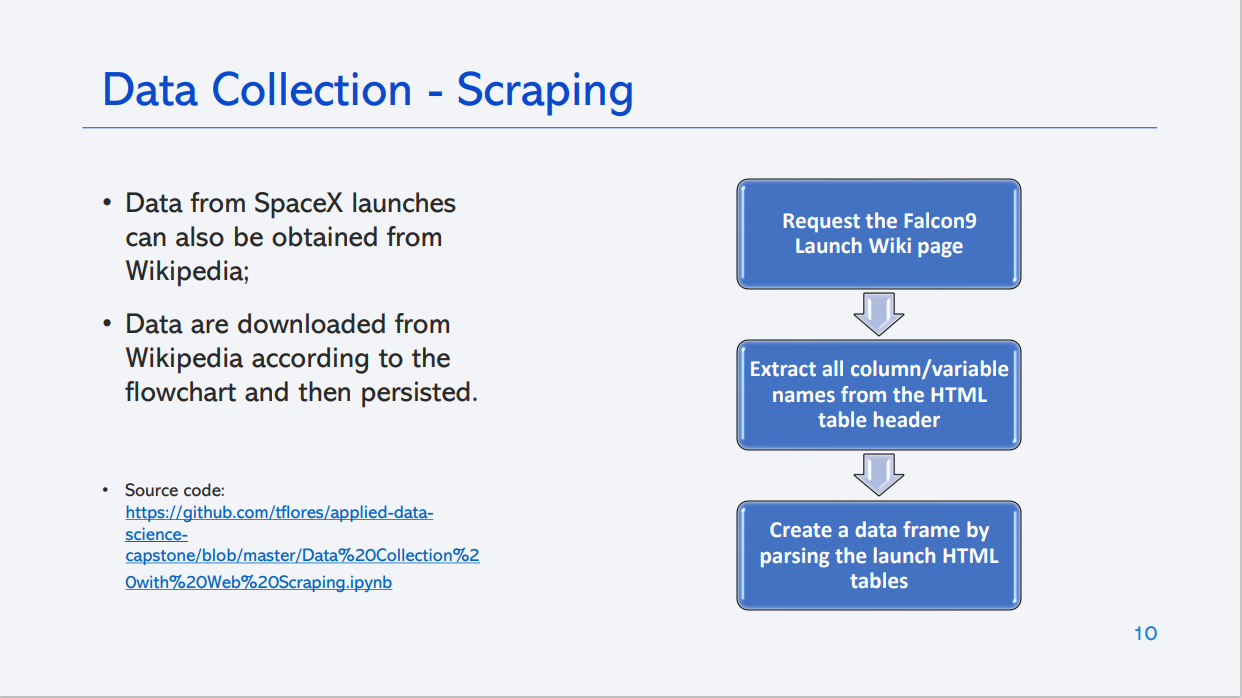 Data Collection - Scraping
• Data from SpaceX launches
can also be obtained from
Wikipedia;
• Data are downloaded from
Wikipedia according to the
flowchart and then persisted.
• Source code:
https://github.com/tflores/applied-data-
science-
capstone/blob/master/Data%20Collection%2
0with%20Web%20Scraping.ipynb
Request the Falcon9
Launch Wiki page
Extract all column/variable
names from the HTML
table header
Create a data frame by
parsing the launch HTML
tables
10